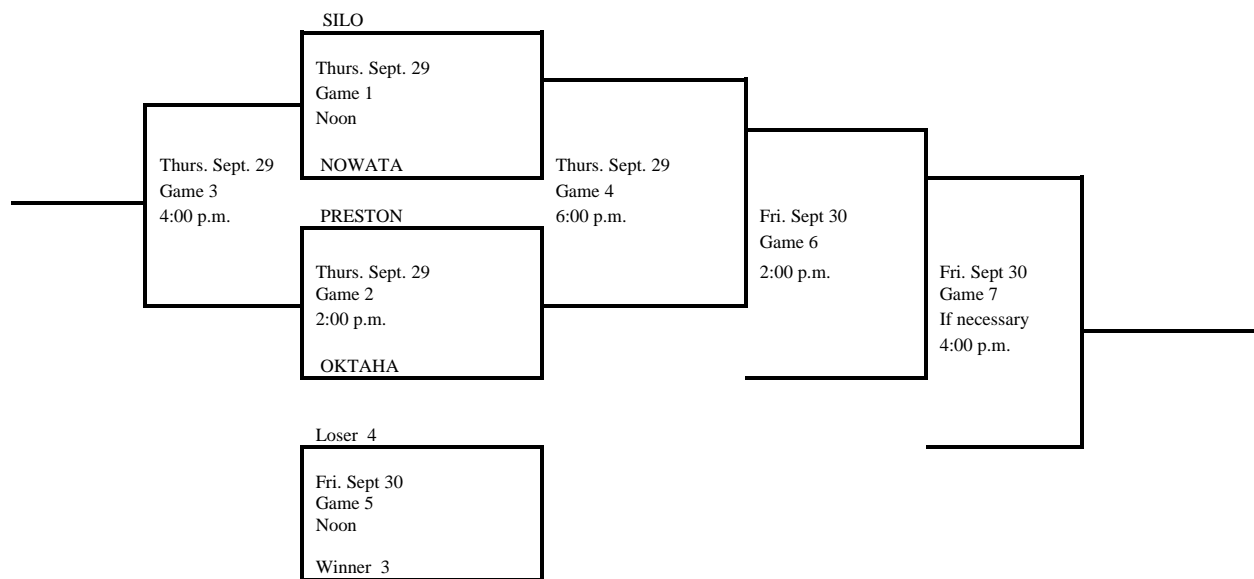 SILO
Thurs. Sept. 29
Game 1
Noon
NOWATA
Thurs. Sept. 29
Game 3
4:00 p.m.
PRESTON
Thurs. Sept. 29
Game 2
2:00 p.m.
OKTAHA
Thurs. Sept. 29
Game 4
6:00 p.m.
Fri. Sept 30
Game 6
2:00 p.m.
Fri. Sept 30
Game 7
If necessary
4:00 p.m.
Loser 4
Fri. Sept 30
Game 5
Noon
Winner 3